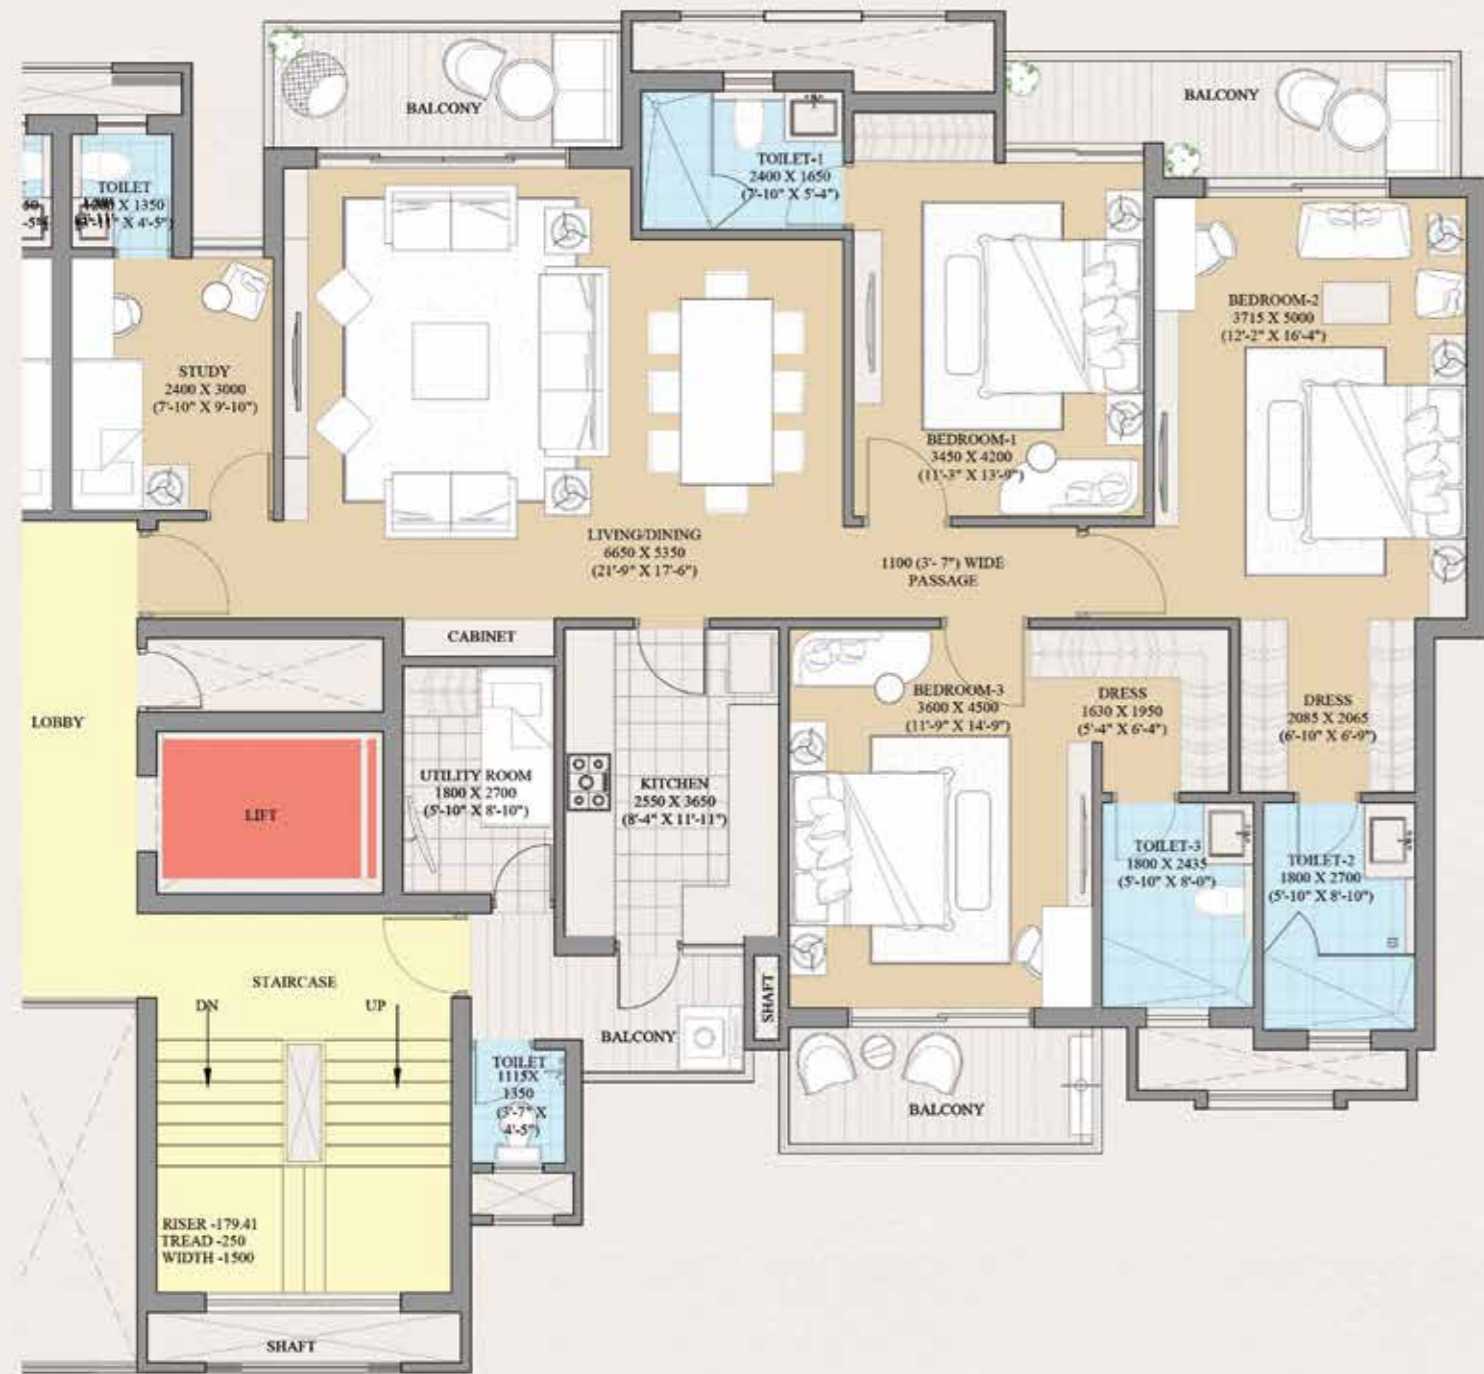 BALCONY
BALCONY
TOILET-1
2400 X 1650
(7'-10" X 5'-4")
TOILET
X 1350
X 4'-5")
BEDROOM-2
3715 X 5000
(12'-2" X 16'-4")
STUDY
2400 X 3000
(7'-10" X 9'-10")
BEDROOM-1
3450 X 4200
(11'-3" X 13'-9")
LIVING/DINING
6650 X 5350
(21'-9" X 17'-6")
1100 (3'- 7") WIDE
PASSAGE
CABINET
LOBBY
BEDROOM-3
3600 X 4500
(11'-9" X 14'-9")
DRESS
1630 X 1950
(5'-4" X 6'-4")
DRESS
2085 X 2065
(6'-10" X 6'-9")
UTILITY ROOM
1800 X 2700
(5'-10" X 8'-10")
KITCHEN
2550 X 3650
(8'-4" X 11'-11")
LIFT
TOILET-3
1800 X 2435
(5'-10" X 8'-0")
TOILET-2
1800 X 2700
(5'-10" X 8'-10")
STAIRCASE
DN
UP
SHAFT
BALCONY
TOILET
1115X
1350
(3'-7" X
4'-5")
BALCONY
RISER -179.41
TREAD -250
WIDTH -1500
SHAFT